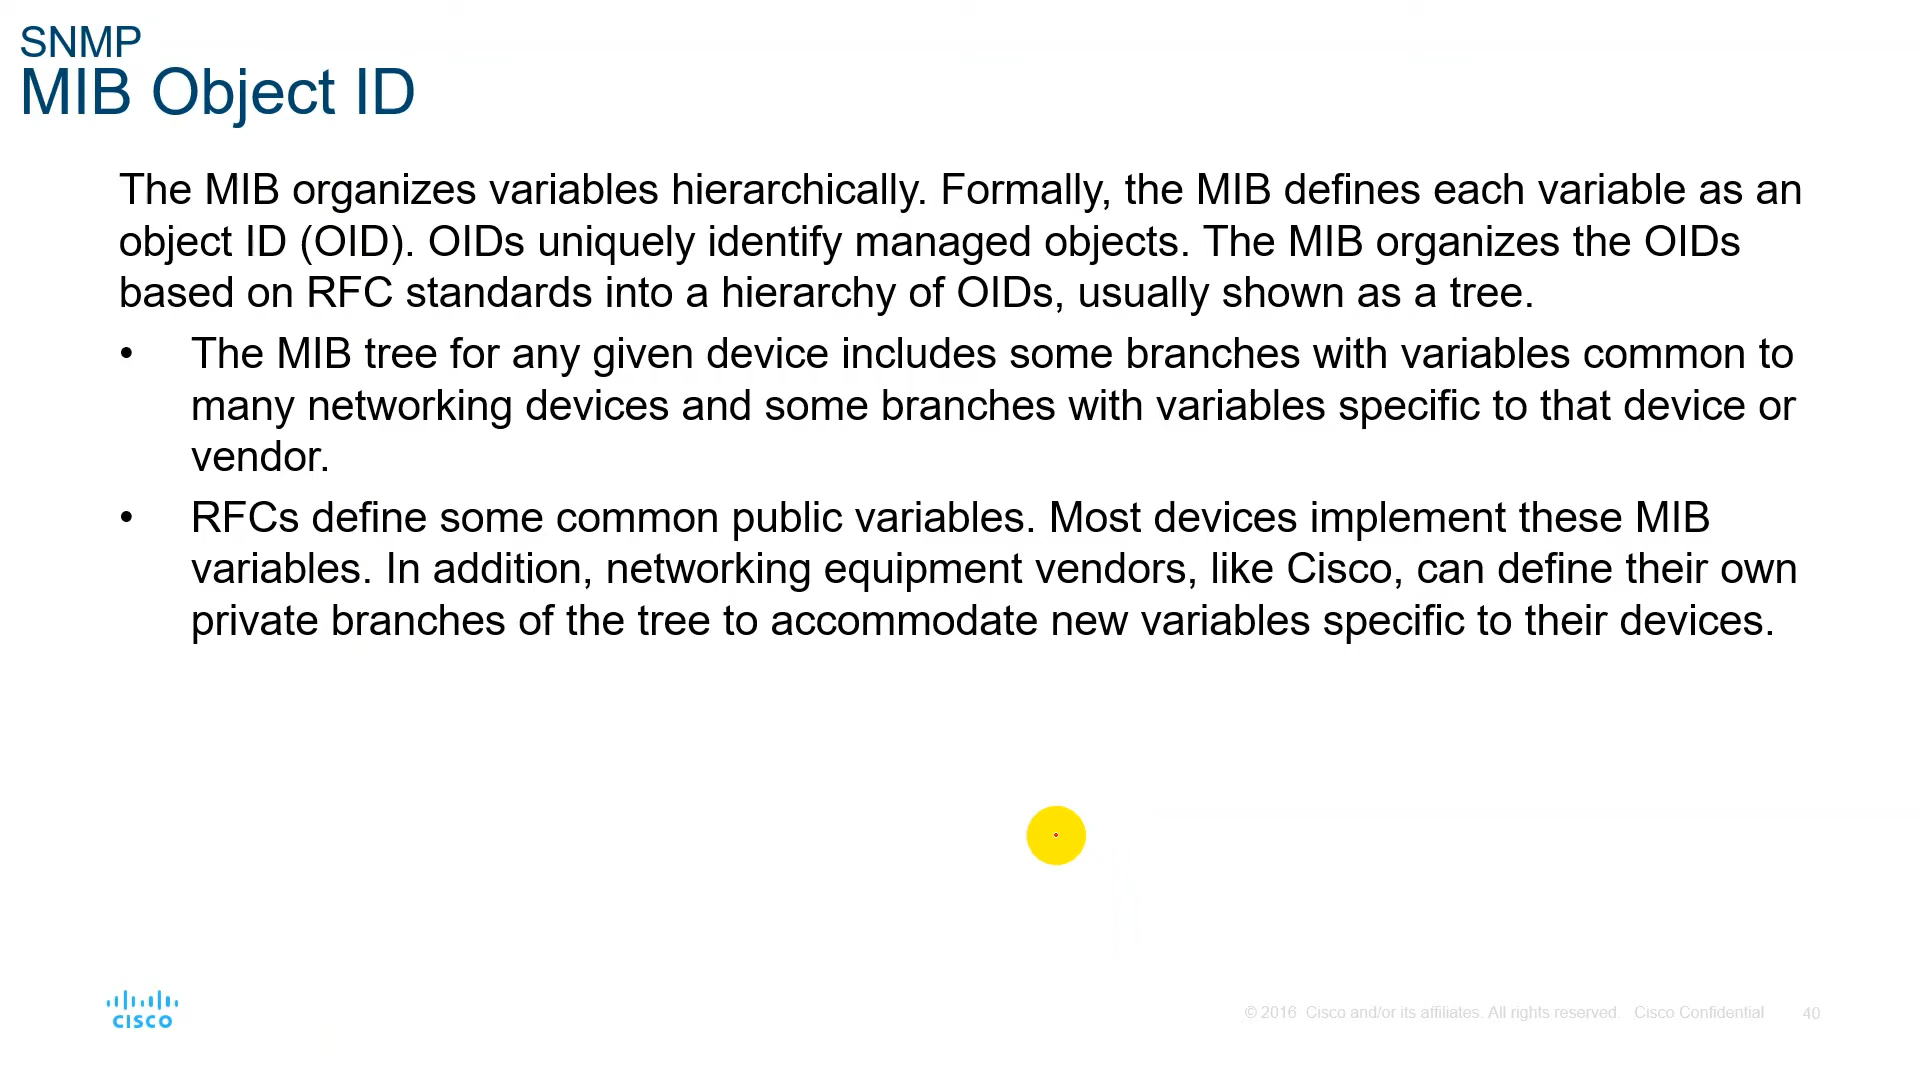 SNMP
MIB Object ID
The MIB organizes variables hierarchically. Formally, the MIB defines each variable as an
object ID (OID). OIDs uniquely identify managed objects. The MIB organizes the OIDs
based on RFC standards into a hierarchy of OIDs, usually shown as a tree.
• The MIB tree for any given device includes some branches with variables common to
many networking devices and some branches with variables specific to that device or
vendor.
• RFCs define some common public variables. Most devices implement these MIB
variables. In addition, networking equipment vendors, like Cisco, can define their own
private branches of the tree to accommodate new variables specific to their devices.
CISCO
© 2016 Cisco and/or its affiliates. All rights reserved. Cisco Confidential 40